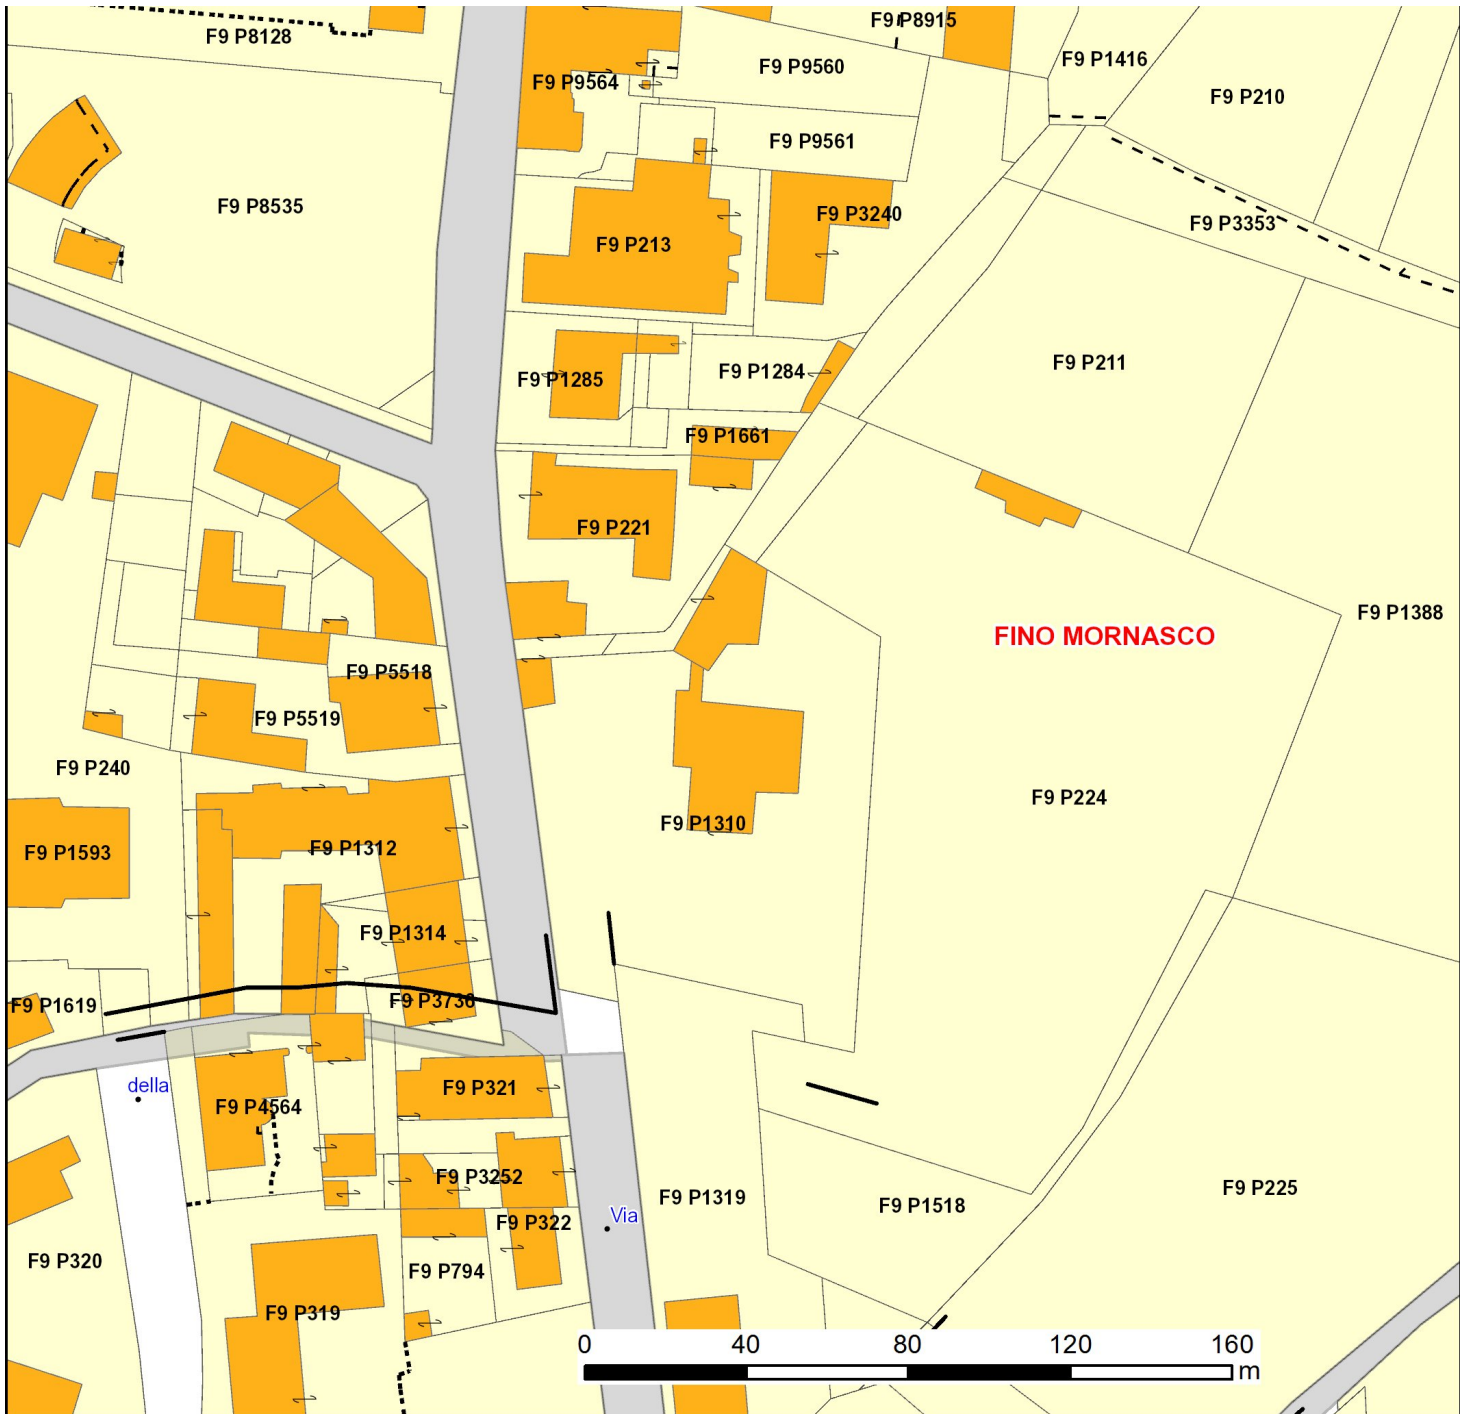 F9 P8915
F9 P8128
F9 P1416
F9 P9560
F9 P9564
F9 P210
F9 P9561
F9 P8535
F9 P3240
F9 P3353
F9 P213
F9 P211
F9 P1284
F9 P1285
F9 P1661
F9 P221
F9 P1388
FINO MORNASCO
F9 P5518
F9 P5519
F9 P240
F9 P224
F9 P1310
F9 P1312
F9 P1593
F9 P1314
F9 P3736
F9 P1619
della
F9 P321
F9 P4564
F9 P3252
F9 P225
F9 P1319
F9 P1518
Via
F9 P322
F9 P320
F9 P794
F9 P319
0 40 80 120 160
m